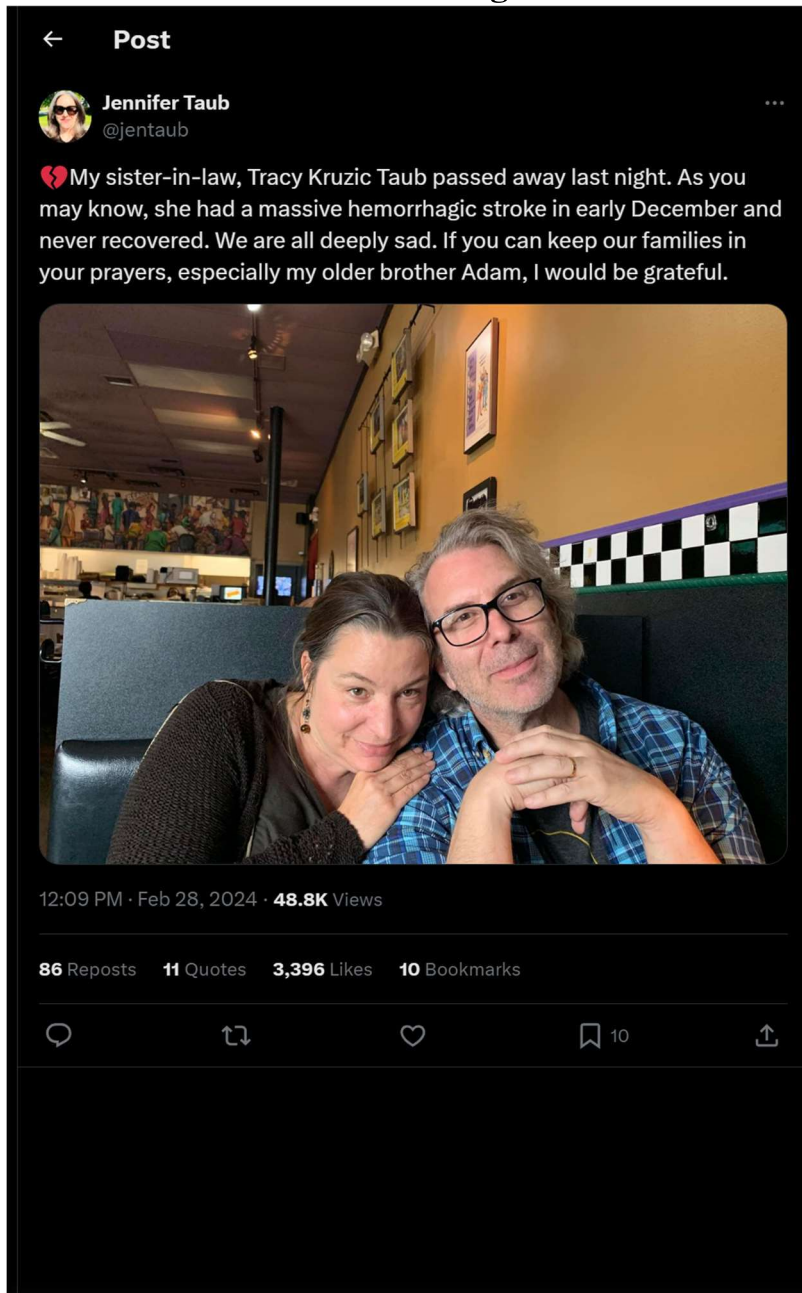 Post
Jennifer Taub
@jentaub
💔My sister-in-law, Tracy Kruzic Taub passed away last night. As you
may know, she had a massive hemorrhagic stroke in early December and
never recovered. We are all deeply sad. If you can keep our families in
your prayers, especially my older brother Adam, I would be grateful.
12:09 PM · Feb 28, 2024 · 48.8K Views
86 Reposts 11 Quotes 3,396 Likes 10 Bookmarks
10